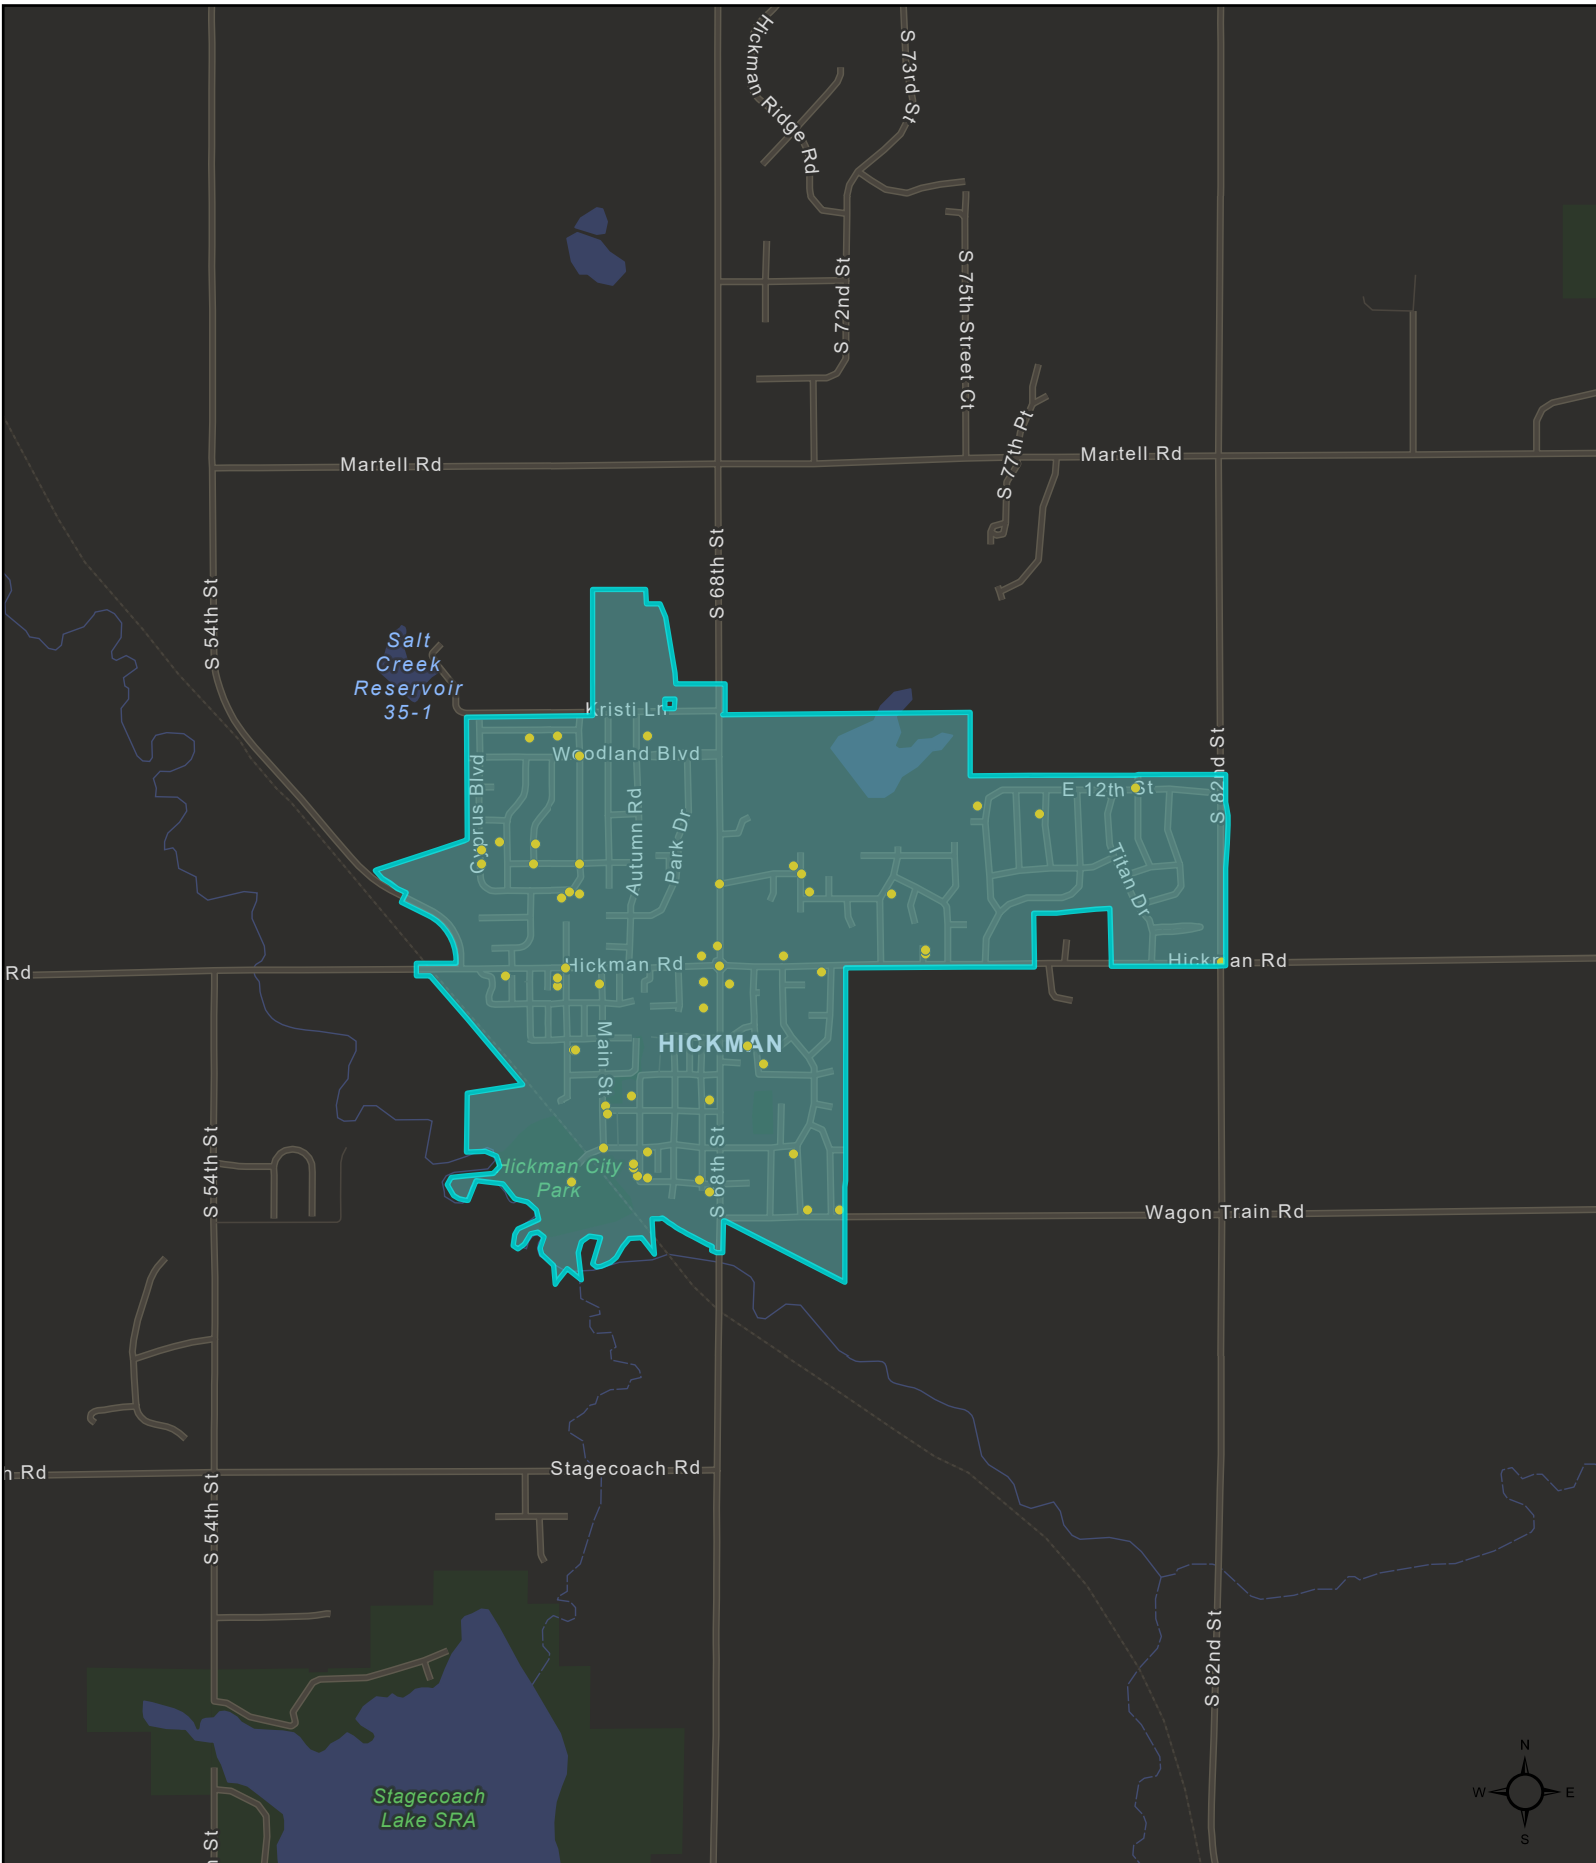 Hickman Ridge Rd
S 73rd St
S 72nd St
S 75th Street Ct
S 77th Pt
Martell Rd
Martell Rd
S 68th St
S 54th St
Salt
Creek
Reservoir
35-1
Kristi Ln
Woodland Blvd
S 82nd St
Cyprus Blvd
Autumn Rd
Park Dr
E 12th St
Titan Dr
Rd
Hickman Rd
Hickman Rd
Main St
HICKMAN
S 54th St
S 68th St
Hickman City
Park
Wagon Train Rd
h Rd
Stagecoach Rd
S 54th St
S 82nd St
Stagecoach
Lake SRA
h St
N
W
E
S